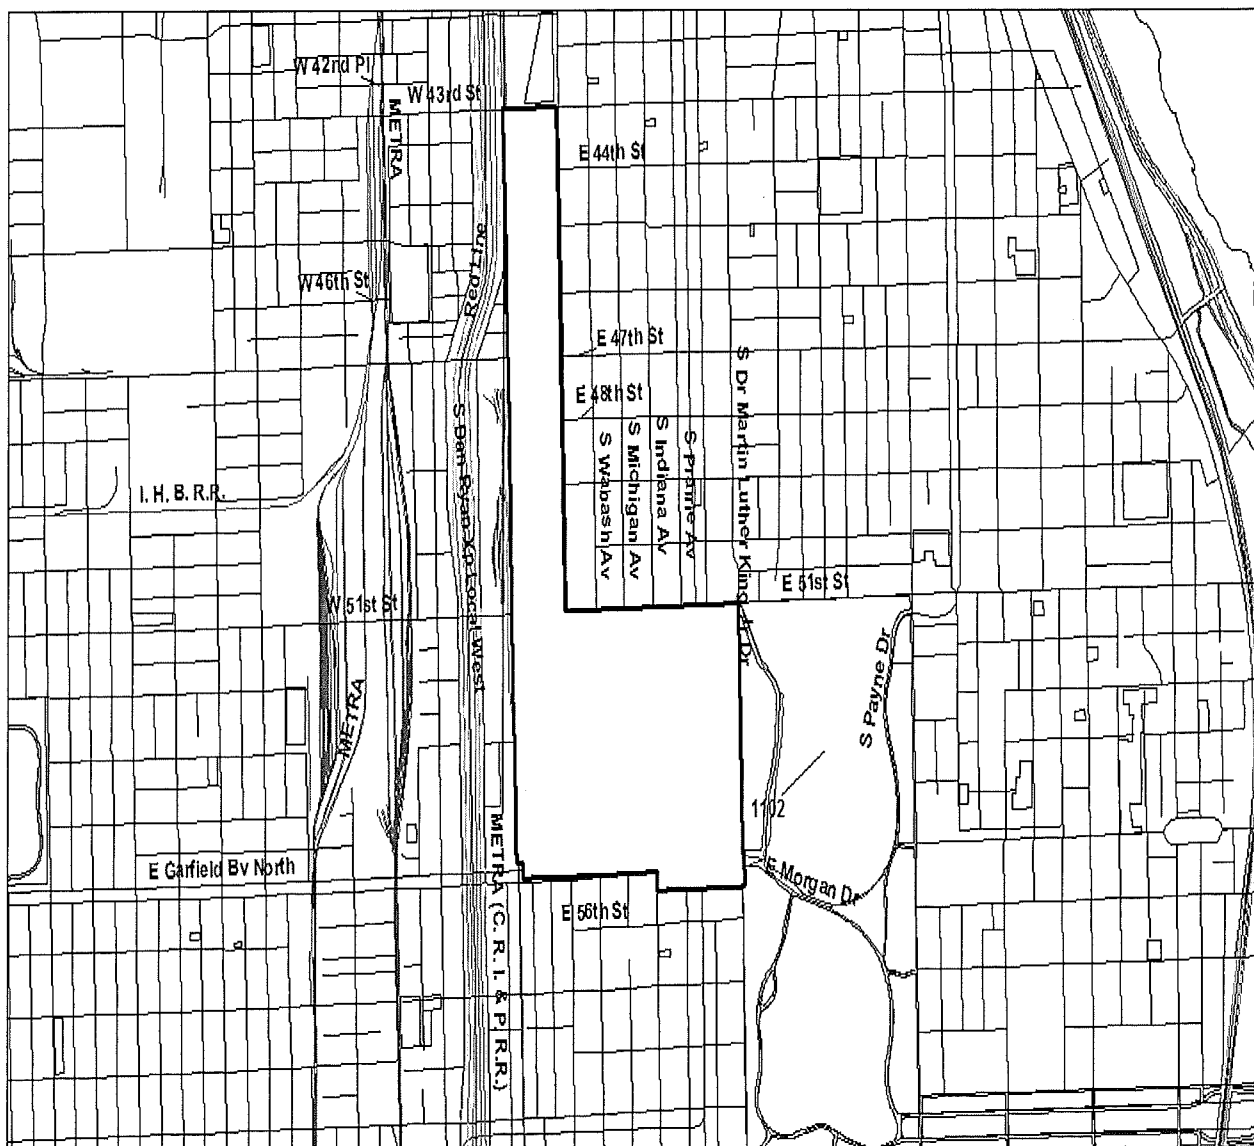 W 42nd Pl
W 43rd St
METRA
E 44th St
Red Line
W 46th St
E 47th St
S Dr Martin Luther King Jr Dr
E 48th St
S Wabash Av
S Michigan Av
S Indiana Av
S Prairie Av
S Dan Ryan Xp Local West
I. H. B. R.R.
E 51st St
W 51st St
S Payne Dr
METRA
1102
METRA (C. R. I. & P. R.R.)
E Garfield Bv North
E Morgan Dr
E 56th St